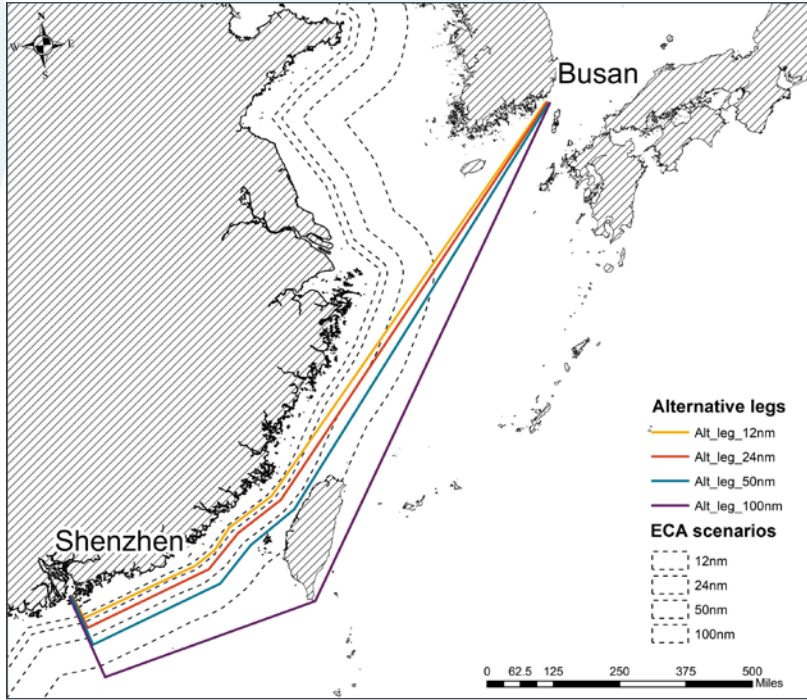 N
W E
S
Busan
Shenzhen
Alternative legs
Alt_leg_12nm
Alt_leg_24nm
Alt_leg_50nm
Alt_leg_100nm
ECA scenarios
12nm
24nm
50nm
100nm
0 62.5 125 250 375 500
Miles